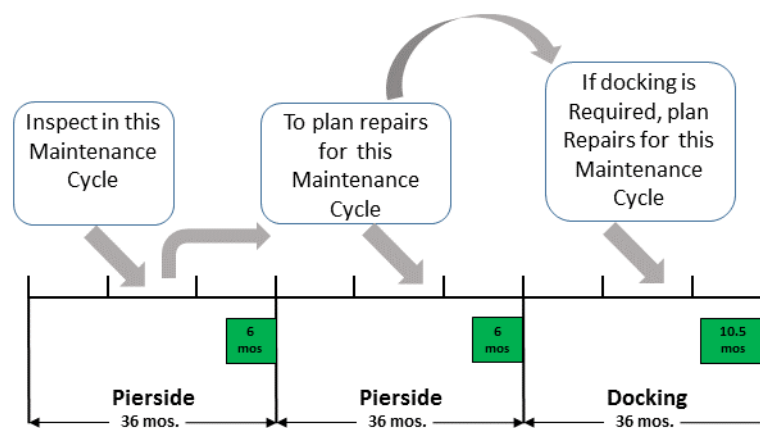 Inspect in this
Maintenance
Cycle
To plan repairs
for this
Maintenance
Cycle
If docking is
Required, plan
Repairs for this
Maintenance
Cycle
6
mos
6
mos
10.5
mos
Pierside
Pierside
Docking
36 mos.
36 mos.
36 mos.